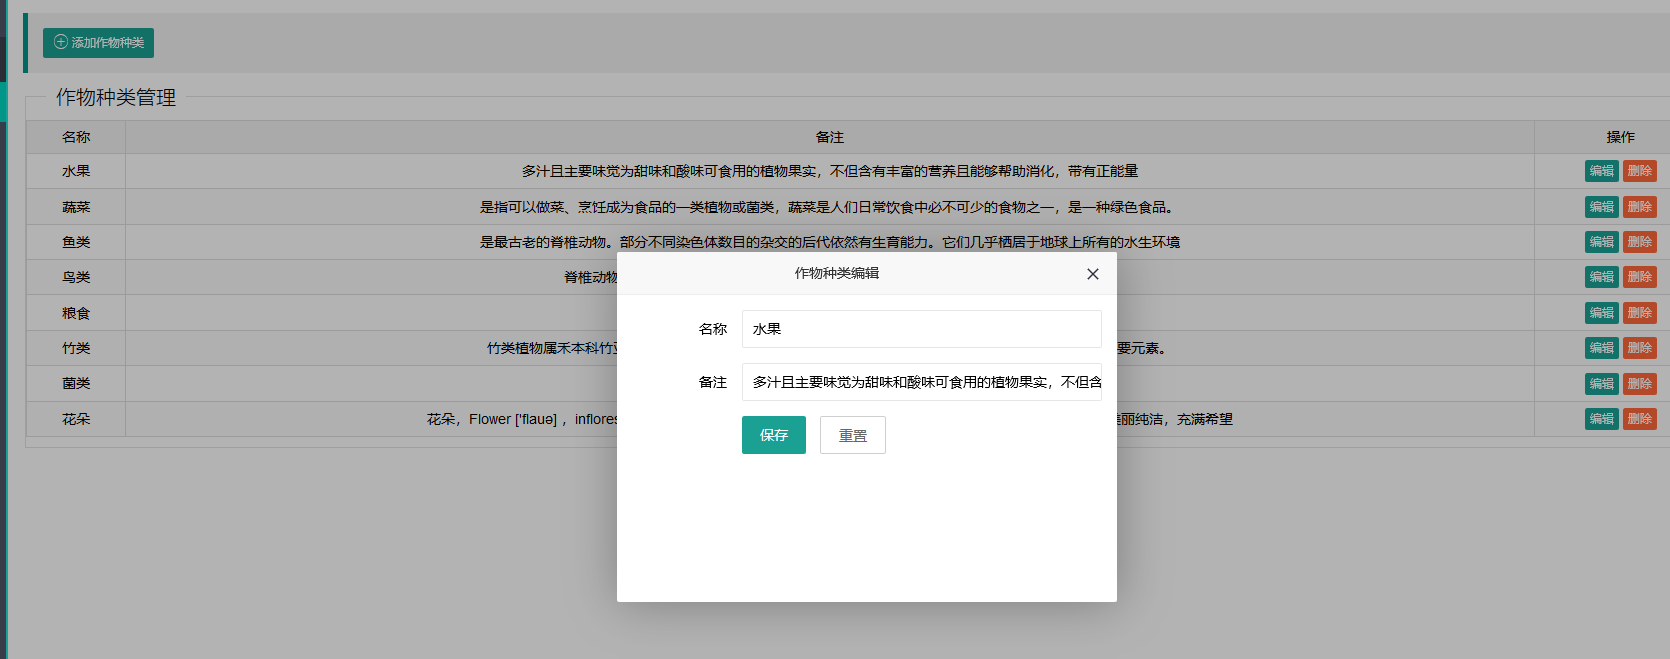 添加作物种类
作物种类管理
名称 备注 操作
水果 多汁且主要味觉为甜味和酸味可食用的植物果实，不但含有丰富的营养且能够帮助消化，带有正能量 编辑 删除
蔬菜 是指可以做菜、烹饪成为食品的一类植物或菌类，蔬菜是人们日常饮食中必不可少的食物之一，是一种绿色食品。 编辑 删除
鱼类 是最古老的脊椎动物。部分不同染色体数目的杂交的后代依然有生育能力。它们几乎栖居于地球上所有的水生环境 编辑 删除
鸟类 脊椎动物 编辑 删除
粮食 编辑 删除
竹类 竹类植物属禾本科竹 要元素。 编辑 删除
菌类 编辑 删除
花朵 花朵，Flower ['flauə] ，inflores 丽纯洁，充满希望 编辑 删除
作物种类编辑
名称 水果
备注 多汁且主要味觉为甜味和酸味可食用的植物果实，不但含
保存 重置